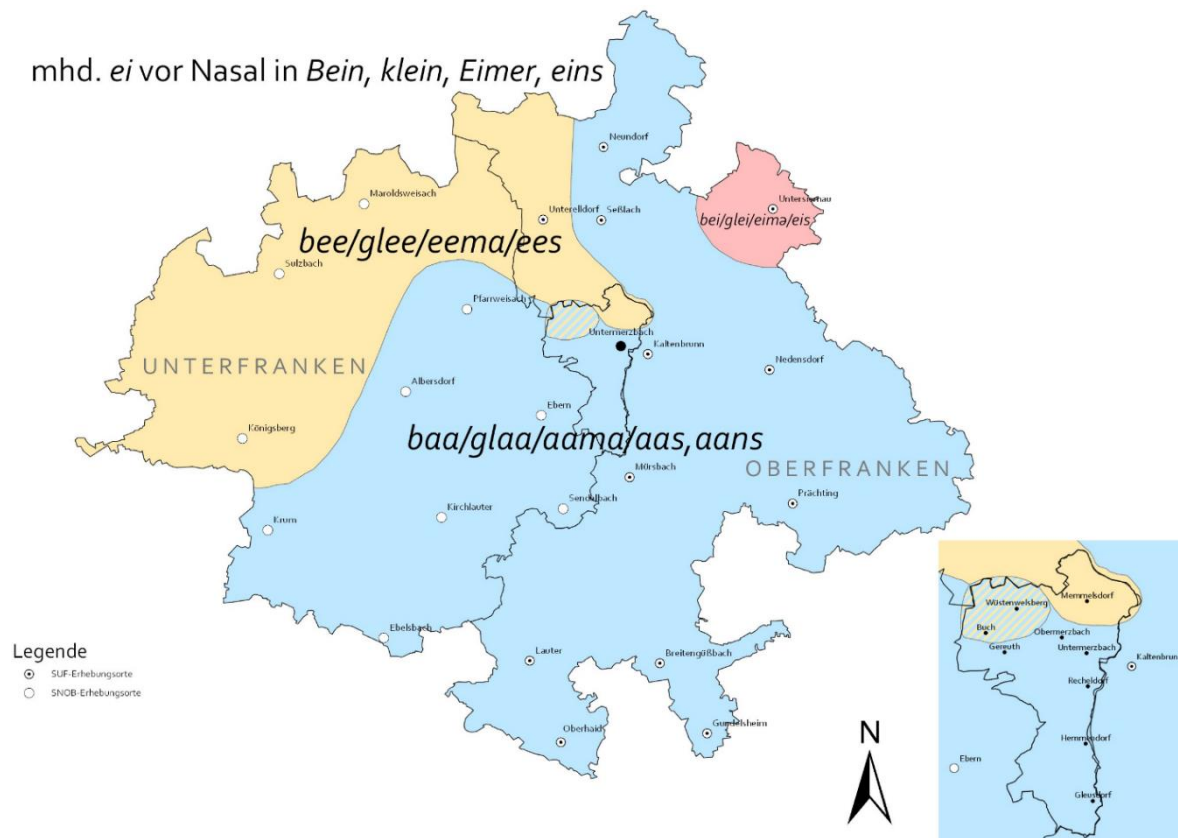 mhd. ei vor Nasal in Bein, klein, Eimer, eins
Neundorf
Maroldsweisach
Untersiemau
Unterelldorf
Seßlach
bei/glei/eima/eis
bee/glee/eema/ees
Sulzbach
Pfarrweisach
Untermerzbach
Kaltenbrunn
UNTERFRANKEN
Nedensdorf
Albersdorf
Ebern
Königsberg
baa/glaa/aama/aas, aans
Mürsbach
OBERFRANKEN
Sendelbach
Prächting
Kirchlauter
Krum
Ebelsbach
Legende
SUF-Erhebungsorte
SNOB-Erhebungsorte
Lauter
Breitengüßbach
Oberhaid
Gundelsheim
N
Memmelsdorf
Wüstenwelsberg
Buch
Obermerzbach
Gereuth
Untermerzbach
Kaltenbrunn
Recheldorf
Hemmendorf
Ebern
Gleusdorf